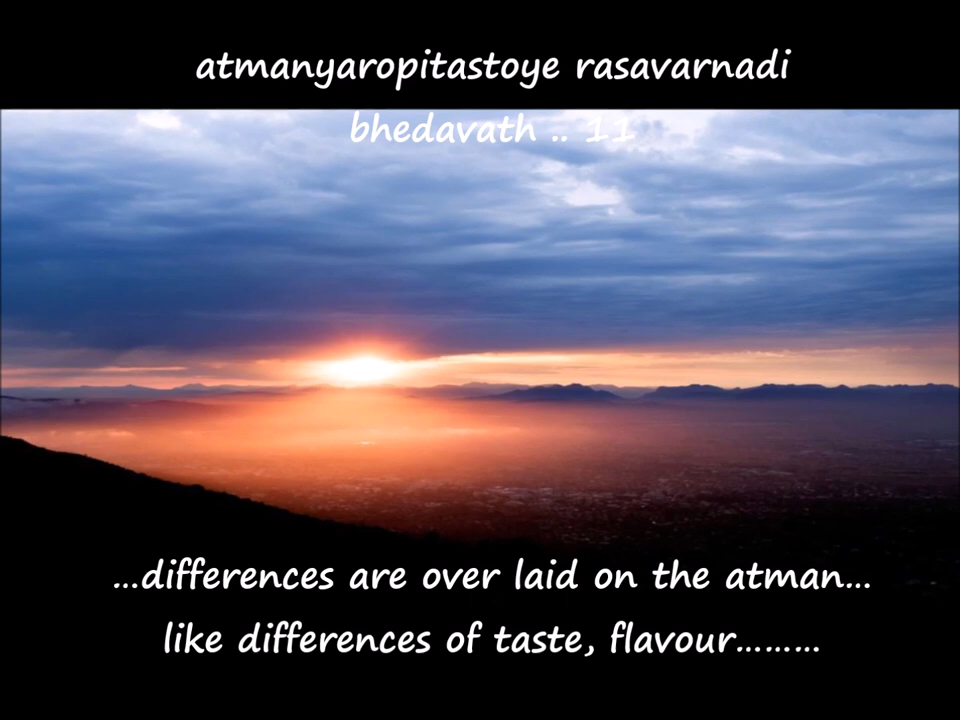 atmanyaropitastoye rasavarnadi
bhedavath .. 11
...differences are over laid on the atman...
like differences of taste, flavour.........